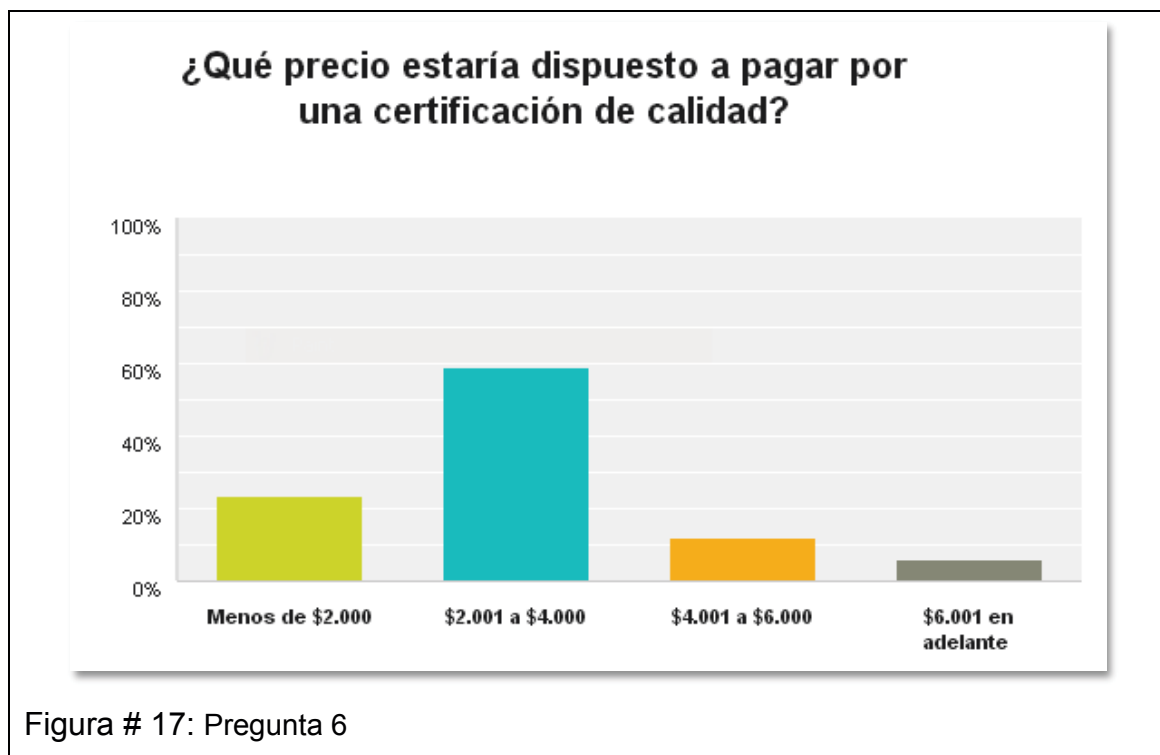 ¿Qué precio estaría dispuesto a pagar por
una certificación de calidad?
100%
80%
60%
40%
20%
0%
Menos de $2.000
$2.001 a $4.000
$4.001 a $6.000
$6.001 en
adelante
Figura # 17: Pregunta 6